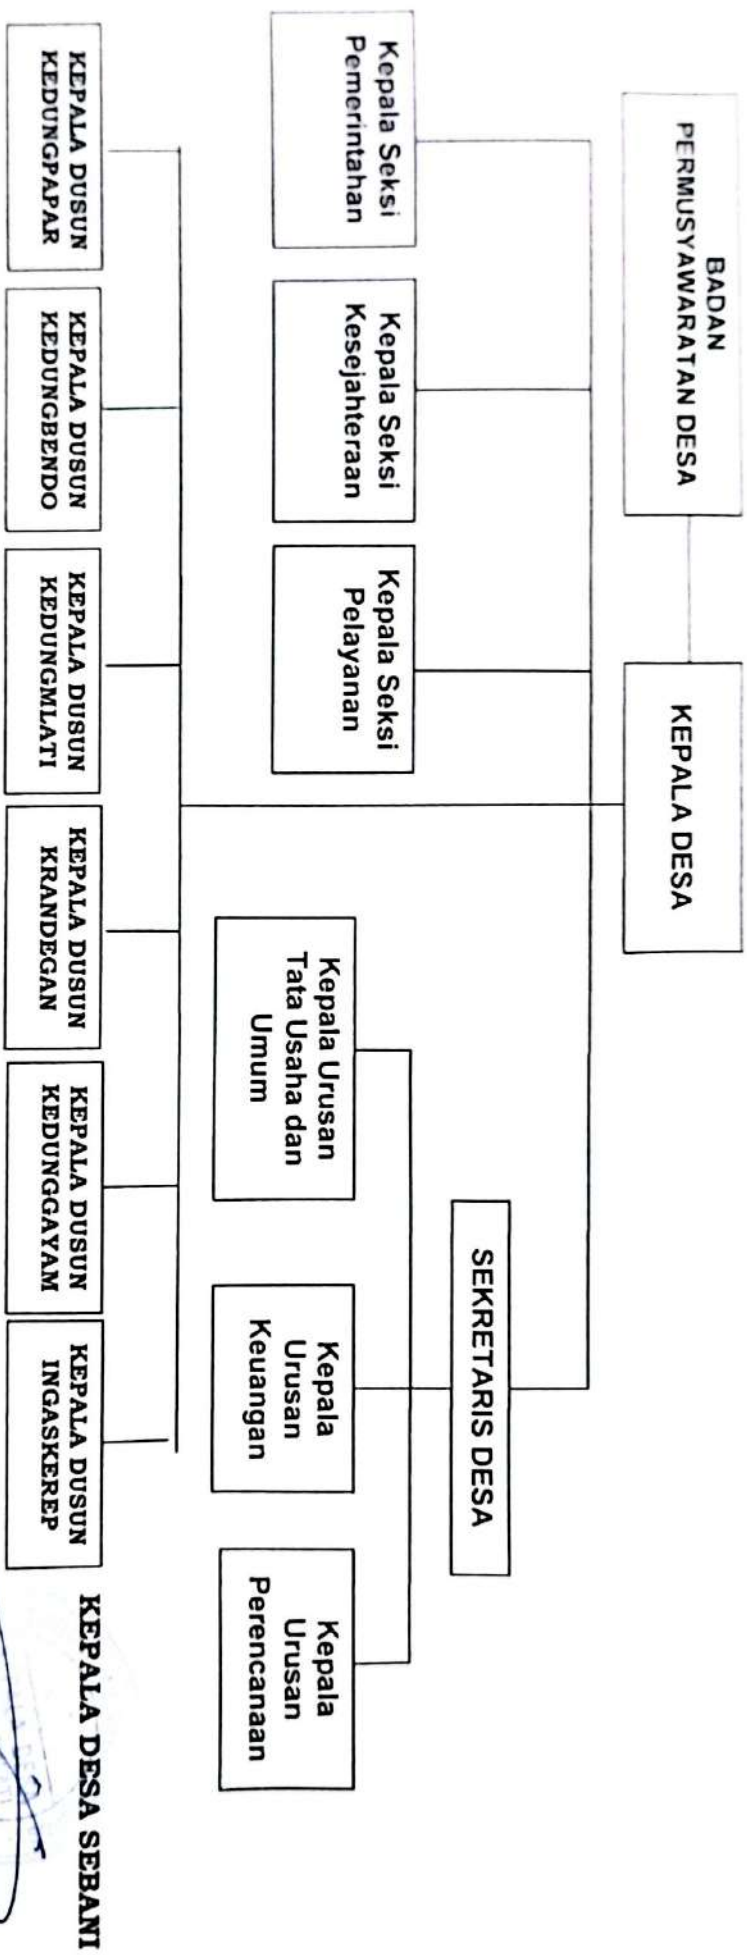 BADAN
PERMUSYAWARATAN DESA
KEPALA DESA
SEKRETARIS DESA
Kepala Seksi
Pemerintahan
Kepala Seksi
Kesejahteraan
Kepala Seksi
Pelayanan
Kepala Urusan
Tata Usaha dan
Umum
Kepala
Urusan
Keuangan
Kepala
Urusan
Perencanaan
KEPALA DUSUN
KEDUNGPAPAR
KEPALA DUSUN
KEDUNGBENDO
KEPALA DUSUN
KEDUNGMLATI
KEPALA DUSUN
KRANDEGAN
KEPALA DUSUN
KEDUNGGAYAM
KEPALA DUSUN
INGASKEREP
KEPALA DESA SEBANI